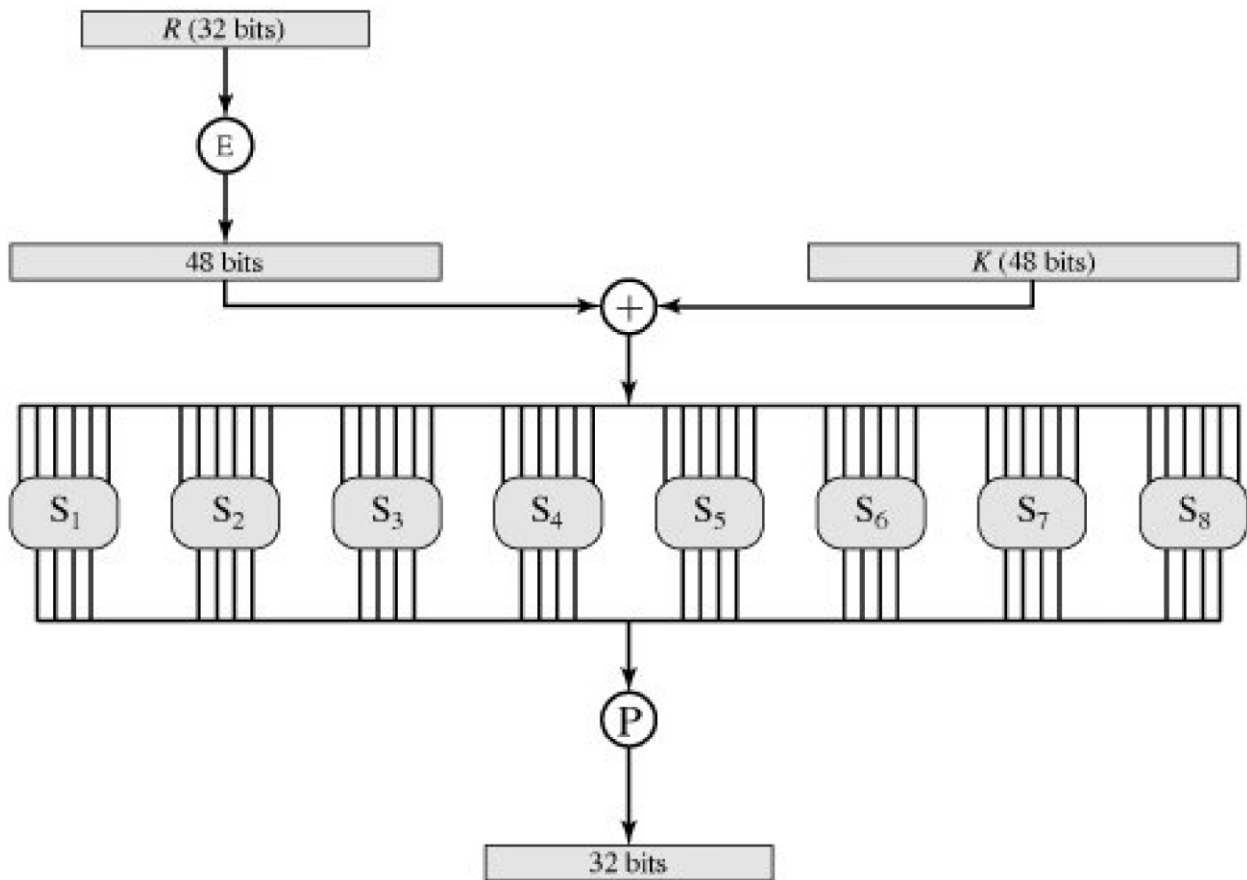 R (32 bits)
E
48 bits
K (48 bits)
+
S₁ S₂ S₃ S₄ S₅ S₆ S₇ S₈
P
32 bits